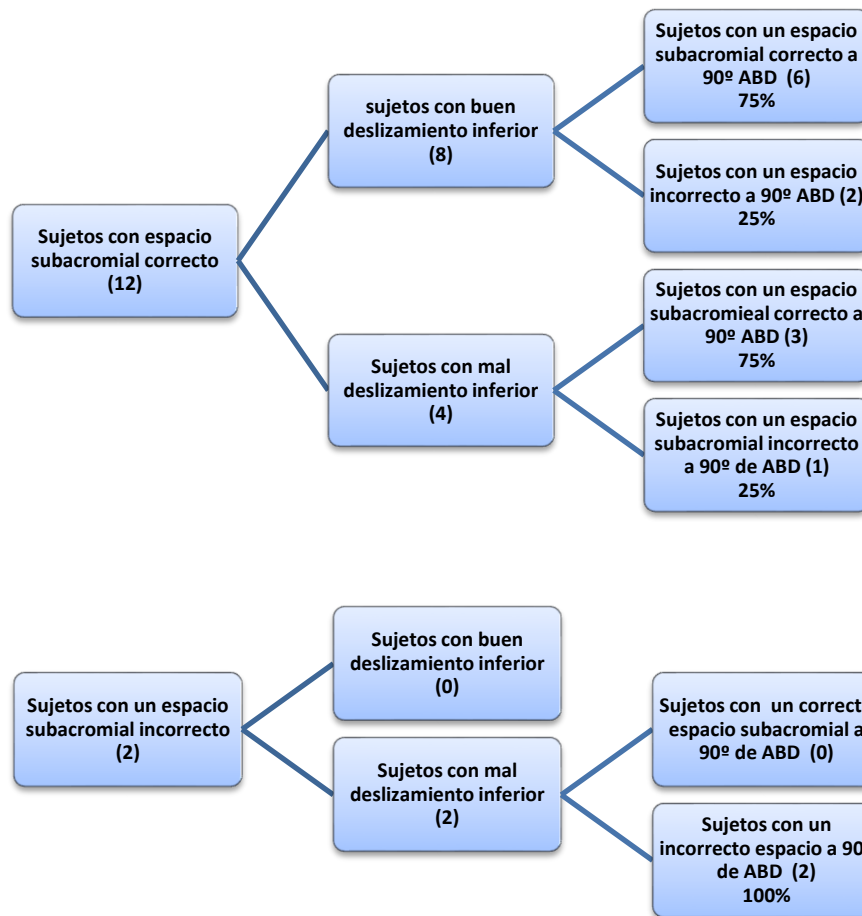 Sujetos con espacio
subacromial correcto
(12)
sujetos con buen
deslizamiento inferior
(8)
Sujetos con un espacio
subacromial correcto a
90º ABD (6)
75%
Sujetos con un espacio
incorrecto a 90º ABD (2)
25%
Sujetos con mal
deslizamiento inferior
(4)
Sujetos con un espacio
subacromieal correcto a
90º ABD (3)
75%
Sujetos con un espacio
subacromial incorrecto
a 90º de ABD (1)
25%
Sujetos con un espacio
subacromial incorrecto
(2)
Sujetos con buen
deslizamiento inferior
(0)
Sujetos con mal
deslizamiento inferior
(2)
Sujetos con un correct
espacio subacromial a
90º de ABD (0)
Sujetos con un
incorrecto espacio a 90
de ABD (2)
100%